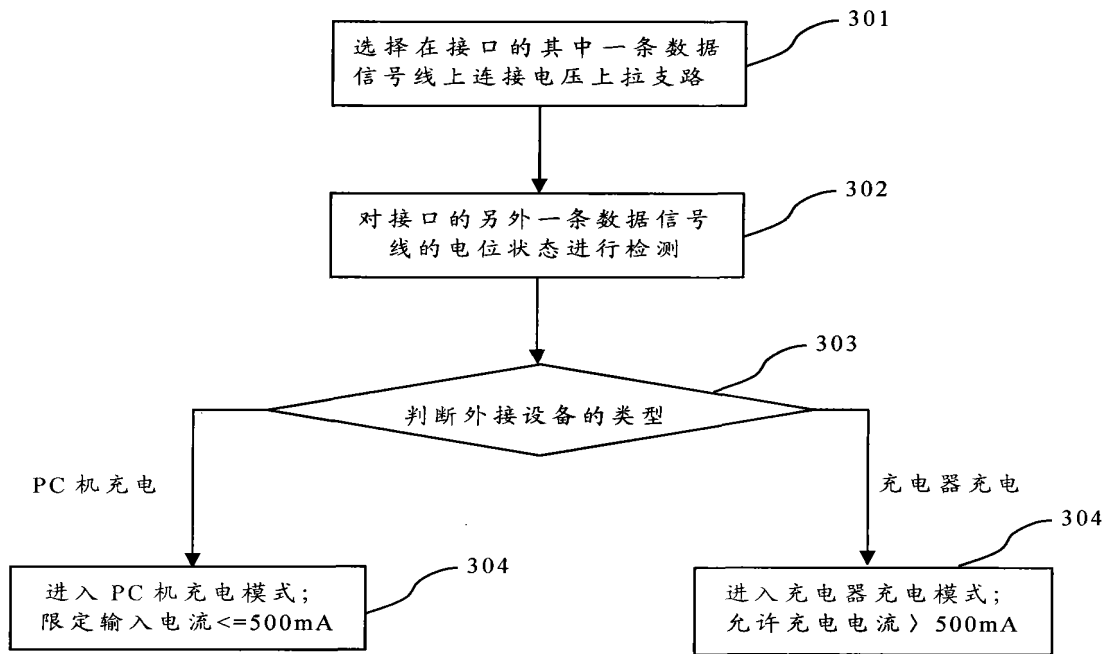 301
选择在接口的其中一条数据
信号线上连接电压上拉支路
302
对接口的另外一条数据信号
线的电位状态进行检测
303
判断外接设备的类型
PC机充电
充电器充电
304
进入PC机充电模式;
限定输入电流<=500mA
304
进入充电器充电模式;
允许充电电流〉500mA